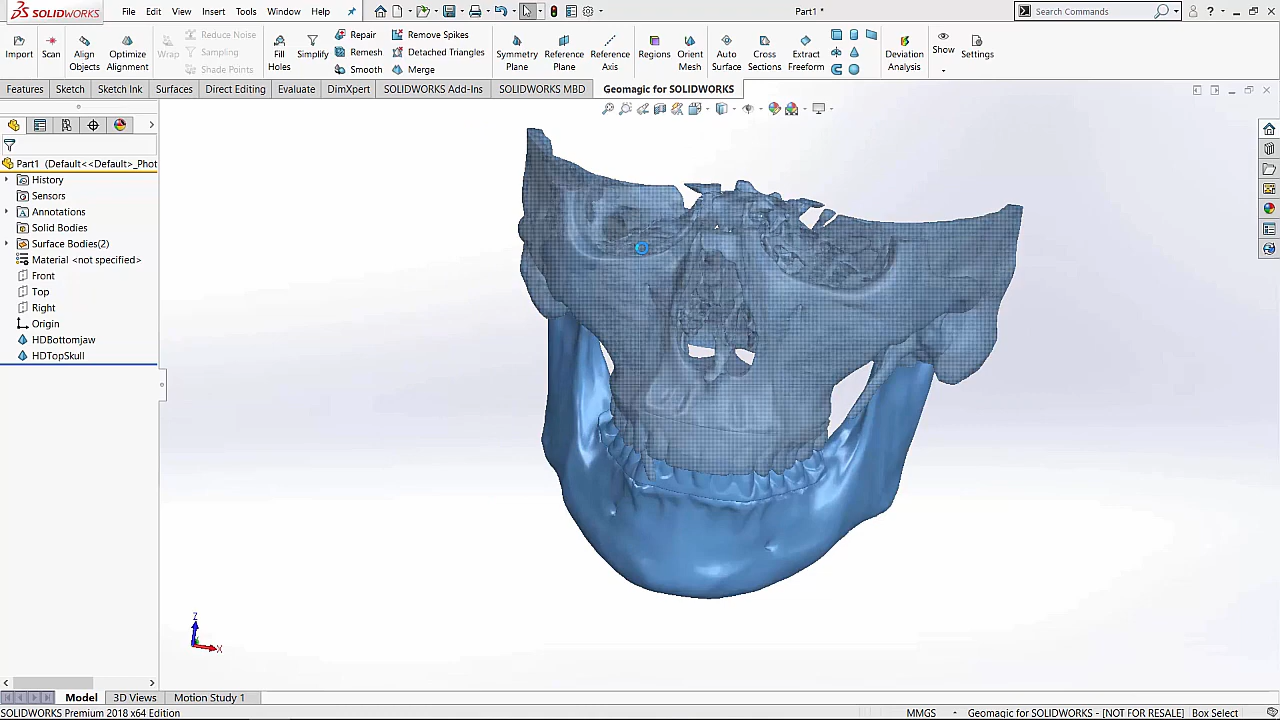 SOLIDWORKS File Edit View Insert Tools Window Help Part1 * Search Commands
Import Scan Align Objects Optimize Alignment Wrap Reduce Noise Sampling Shade Points Fill Holes Simplify Repair Remesh Smooth Remove Spikes Detached Triangles Merge Symmetry Plane Reference Plane Reference Axis Regions Orient Mesh Auto Surface Cross Sections Extract Freeform Deviation Analysis Show Settings
Features Sketch Sketch Ink Surfaces Direct Editing Evaluate DimXpert SOLIDWORKS Add-Ins SOLIDWORKS MBD Geomagic for SOLIDWORKS
Part1 (Default<<Default>_Phot
History
Sensors
Annotations
Solid Bodies
Surface Bodies(2)
Material <not specified>
Front
Top
Right
Origin
HDBottomjaw
HDTopSkull
Z
X
Model 3D Views Motion Study 1
SOLIDWORKS Premium 2018 x64 Edition MMGS - Geomagic for SOLIDWORKS - [NOT FOR RESALE] Box Select